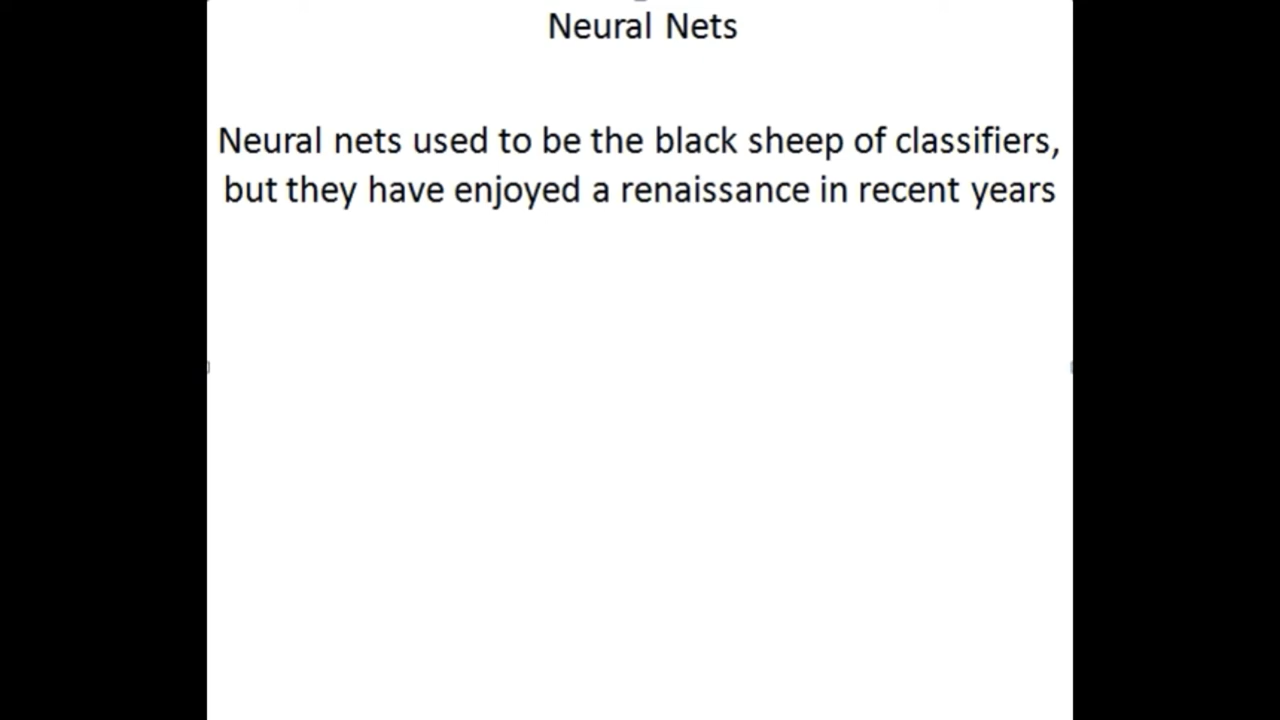 Neural Nets
Neural nets used to be the black sheep of classifiers,
but they have enjoyed a renaissance in recent years